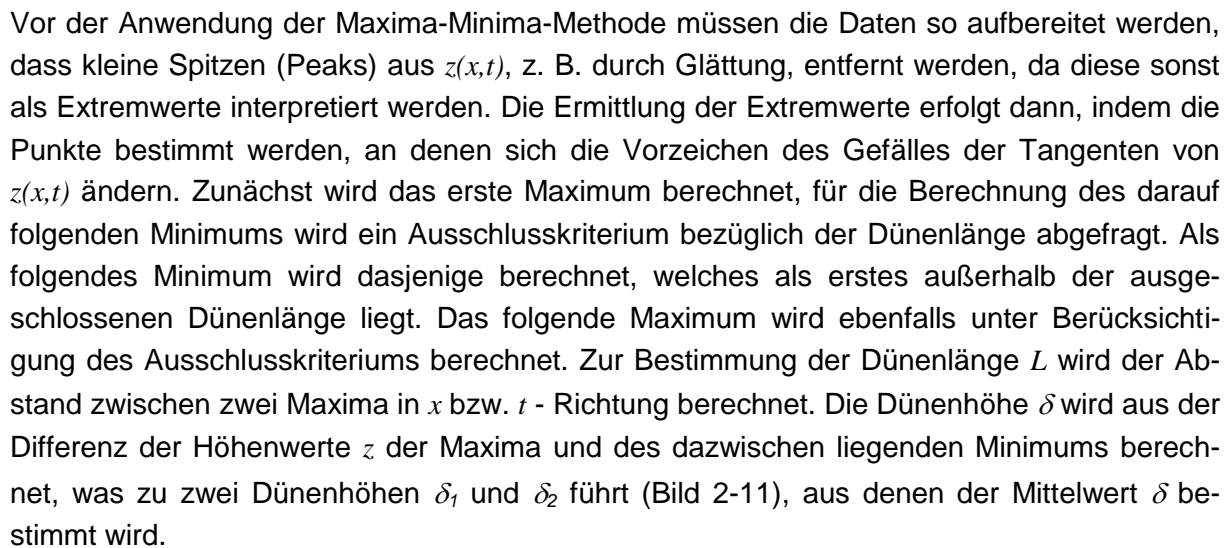 Vor der Anwendung der Maxima-Minima-Methode müssen die Daten so aufbereitet werden,
dass kleine Spitzen (Peaks) aus z(x,t), z. B. durch Glättung, entfernt werden, da diese sonst
als Extremwerte interpretiert werden. Die Ermittlung der Extremwerte erfolgt dann, indem die
Punkte bestimmt werden, an denen sich die Vorzeichen des Gefälles der Tangenten von
z(x,t) ändern. Zunächst wird das erste Maximum berechnet, für die Berechnung des darauf
folgenden Minimums wird ein Ausschlusskriterium bezüglich der Dünenlänge abgefragt. Als
folgendes Minimum wird dasjenige berechnet, welches als erstes außerhalb der ausge-
schlossenen Dünenlänge liegt. Das folgende Maximum wird ebenfalls unter Berücksichti-
gung des Ausschlusskriteriums berechnet. Zur Bestimmung der Dünenlänge L wird der Ab-
stand zwischen zwei Maxima in x bzw. t - Richtung berechnet. Die Dünenhöhe δ wird aus der
Differenz der Höhenwerte z der Maxima und des dazwischen liegenden Minimums berech-
net, was zu zwei Dünenhöhen δ₁ und δ₂ führt (Bild 2-11), aus denen der Mittelwert δ be-
stimmt wird.